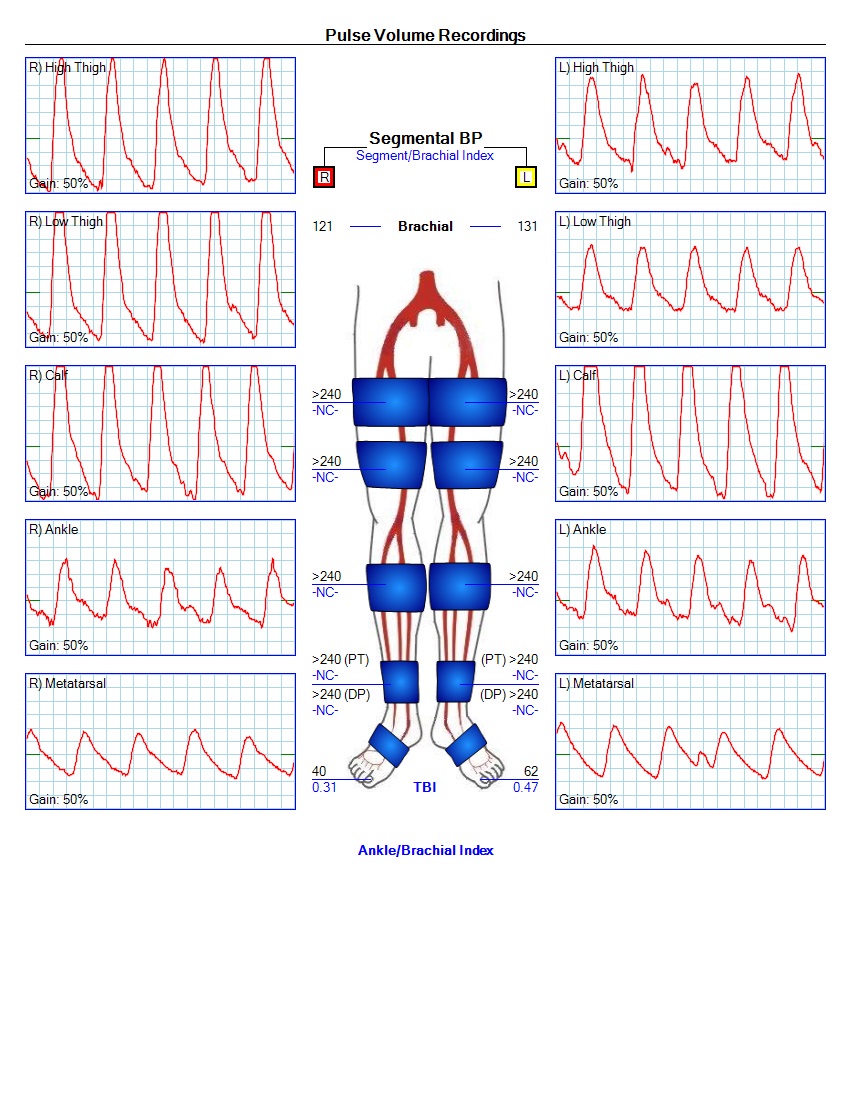 Pulse Volume Recordings
R) High Thigh
Gain: 50%
R) Low Thigh
Gain: 50%
R) Calf
Gain: 50%
R) Ankle
Gain: 50%
R) Metatarsal
Gain: 50%
Segmental BP
Segment/Brachial Index
R L
121 Brachial 131
>240 >240
-NC- -NC-
>240 >240
-NC- -NC-
>240 >240
-NC- -NC-
>240 (PT) (PT) >240
-NC- -NC-
>240 (DP) (DP) >240
-NC- -NC-
40 62
0.31 TBI 0.47
Ankle/Brachial Index
L) High Thigh
Gain: 50%
L) Low Thigh
Gain: 50%
L) Calf
Gain: 50%
L) Ankle
Gain: 50%
L) Metatarsal
Gain: 50%